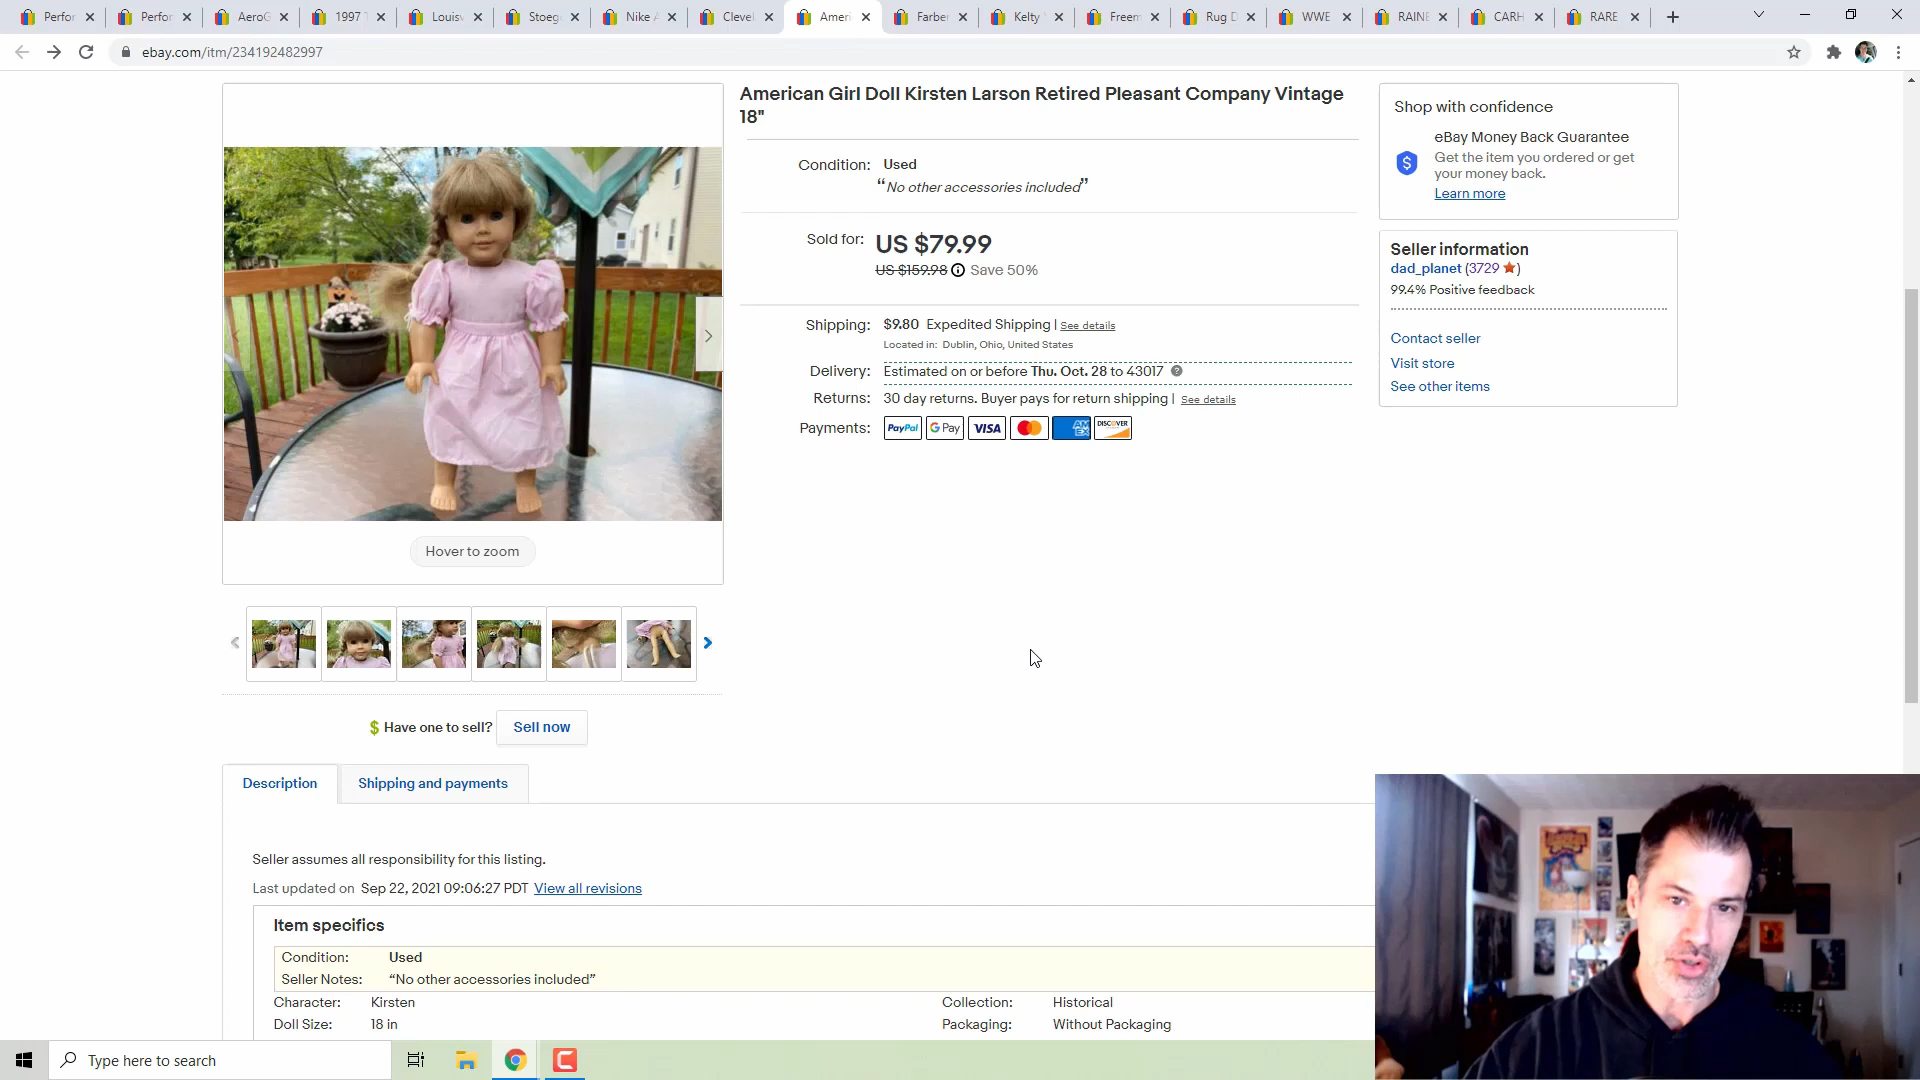 Perfor
Perfor
AeroG
1997 T
Louisv
Stoeg
Nike A
Clevel
Ameri
Farber
Kelty
Freem
Rug D
WWE
RAINE
CARH
RARE
ebay.com/itm/234192482997
American Girl Doll Kirsten Larson Retired Pleasant Company Vintage
18"
Condition: Used
“No other accessories included”
Sold for: US $79.99
US $159.98 Save 50%
Shipping: $9.80 Expedited Shipping | See details
Located in: Dublin, Ohio, United States
Delivery: Estimated on or before Thu. Oct. 28 to 43017
Returns: 30 day returns. Buyer pays for return shipping | See details
Payments: PayPal G Pay VISA AMEX DISCOVER
Shop with confidence
eBay Money Back Guarantee
Get the item you ordered or get
your money back.
Learn more
Seller information
dad_planet (3729)
99.4% Positive feedback
Contact seller
Visit store
See other items
Hover to zoom
$ Have one to sell? Sell now
Description
Shipping and payments
Seller assumes all responsibility for this listing.
Last updated on Sep 22, 2021 09:06:27 PDT View all revisions
Item specifics
Condition: Used
Seller Notes: “No other accessories included”
Character: Kirsten
Collection: Historical
Doll Size: 18 in
Packaging: Without Packaging
Type here to search